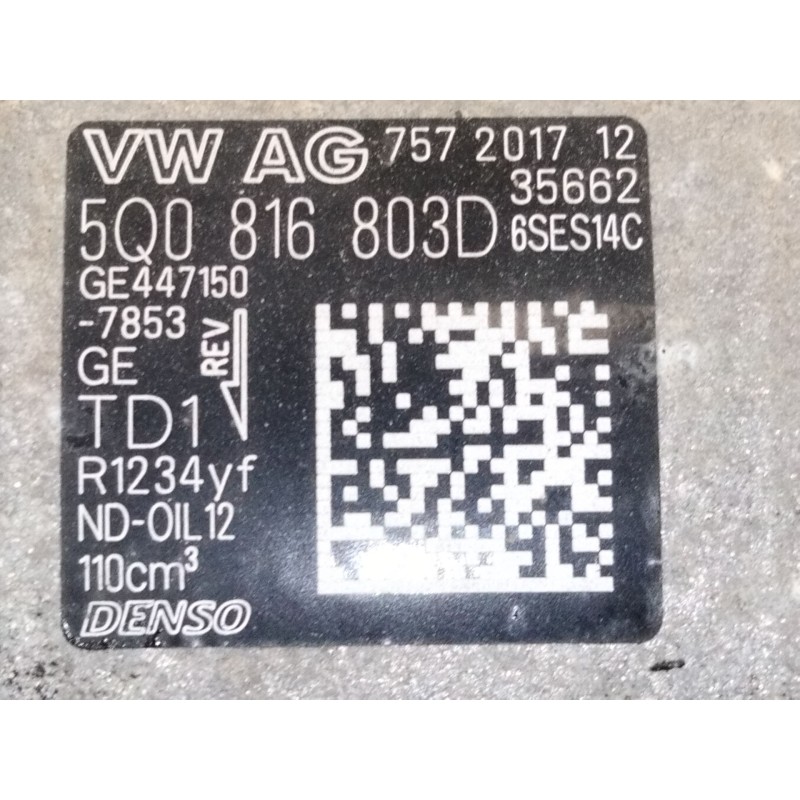 VW AG 757 2017 12
35662
5Q0 816 803D 6SES14C
GE447150
-7853
REV
GE
TD1
R1234yf
ND-OIL12
110cm³
DENSO